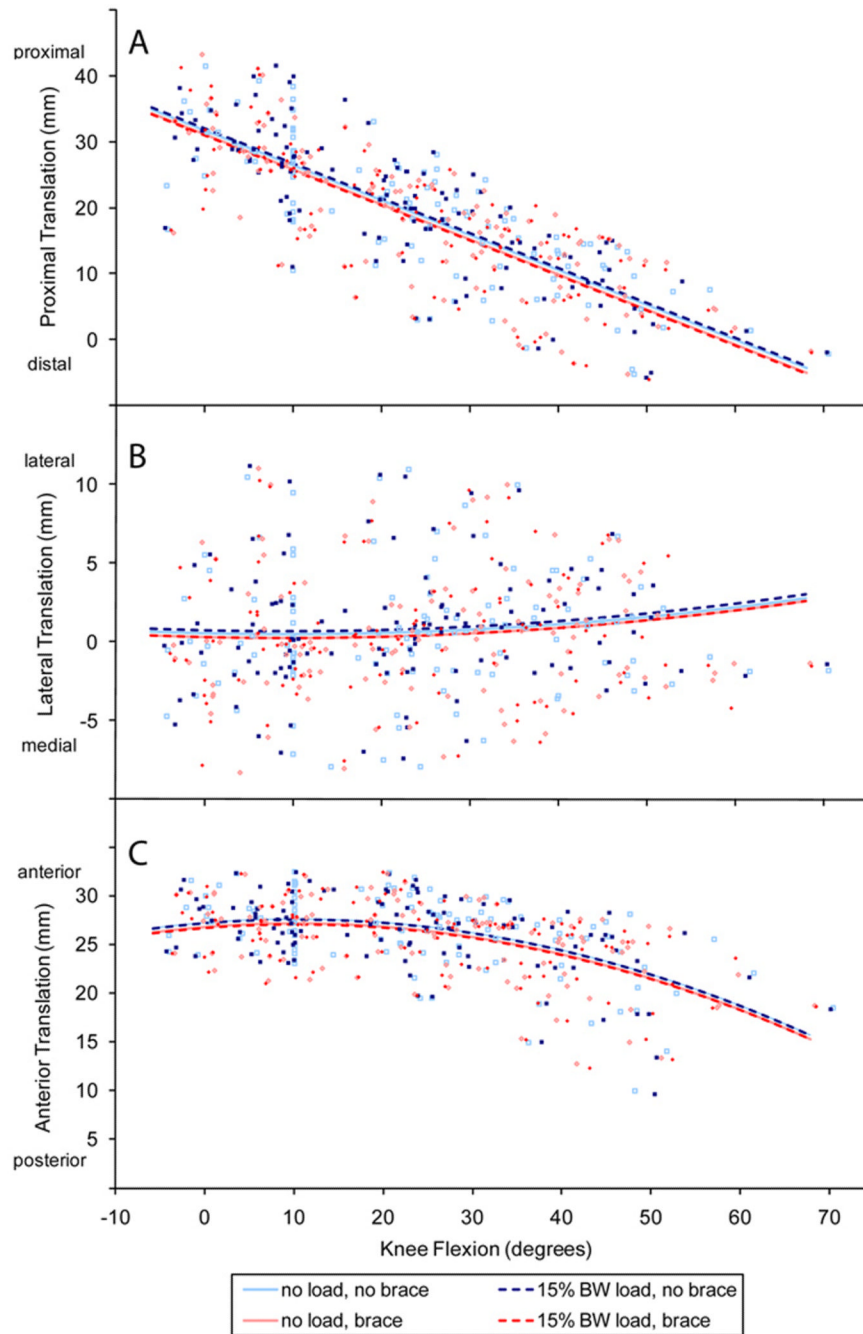 A
proximal
40
30
20
10
0
distal
Proximal Translation (mm)
B
lateral
10
5
0
-5
medial
Lateral Translation (mm)
C
anterior
30
25
20
15
10
5
posterior
Anterior Translation (mm)
-10 0 10 20 30 40 50 60 70
Knee Flexion (degrees)
no load, no brace 15% BW load, no brace
no load, brace 15% BW load, brace